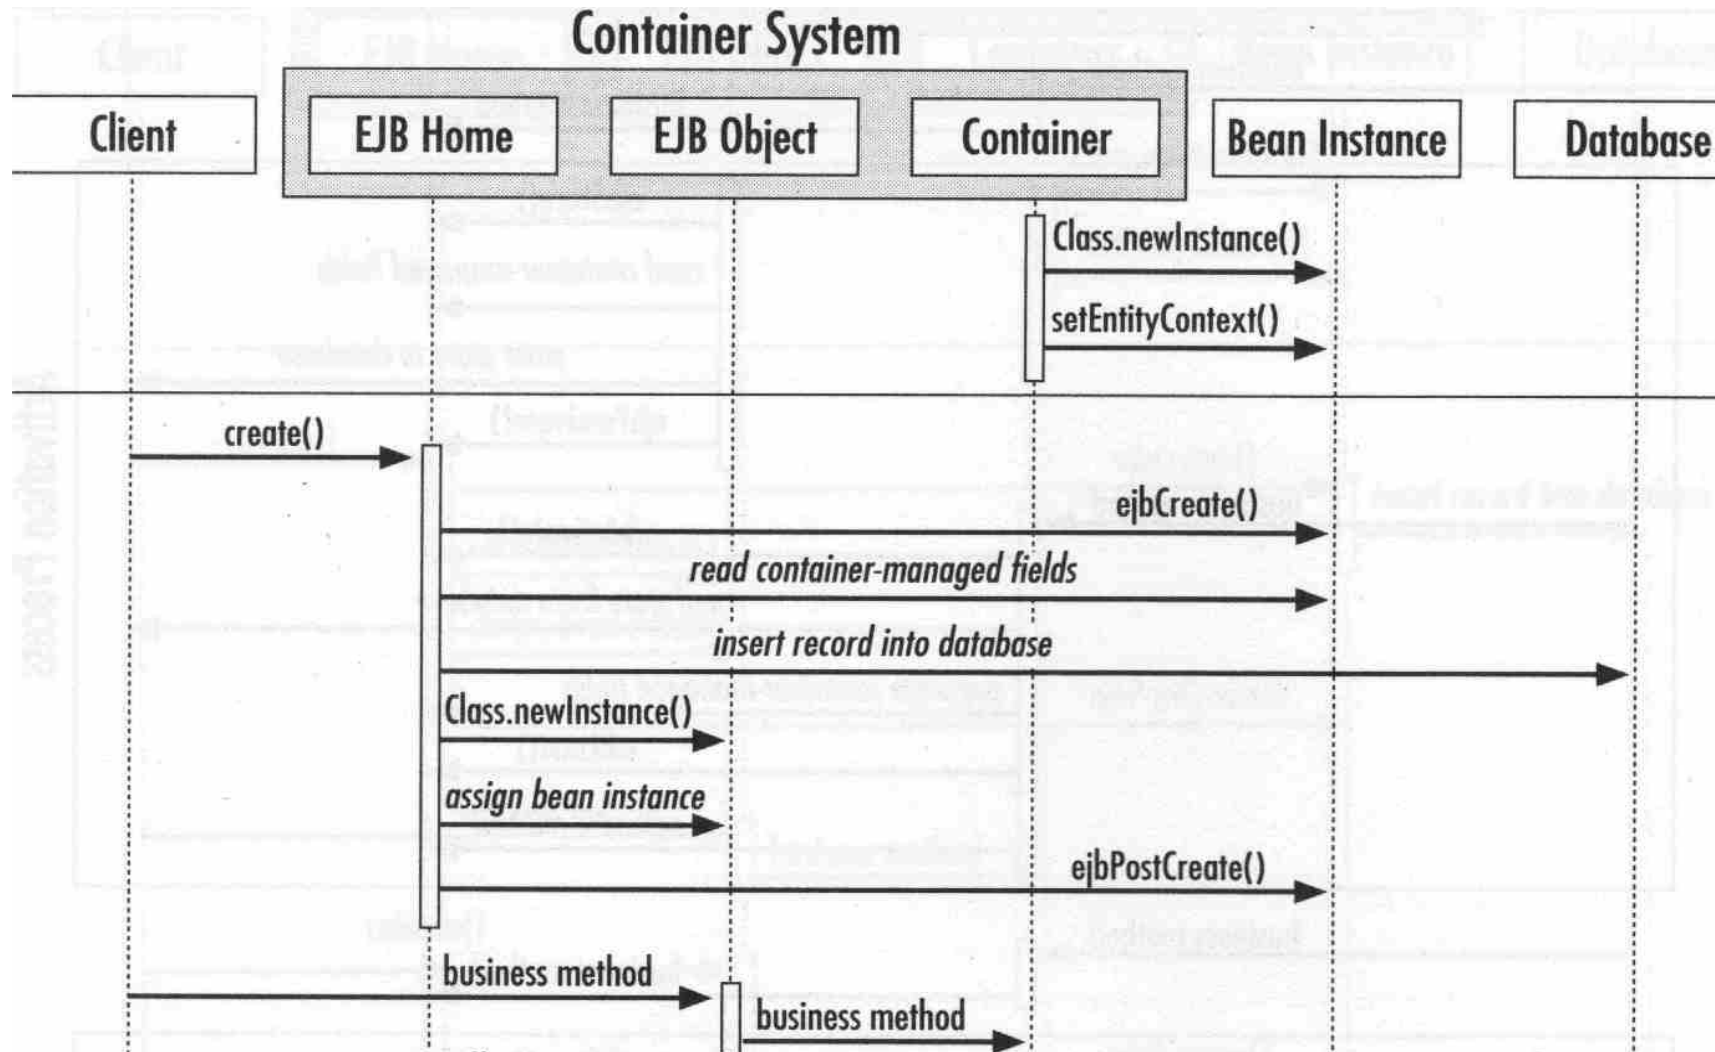 Container System
Client
EJB Home
EJB Object
Container
Bean Instance
Database
Class.newInstance()
setEntityContext()
create()
ejbCreate()
read container-managed fields
insert record into database
Class.newInstance()
assign bean instance
ejbPostCreate()
business method
business method